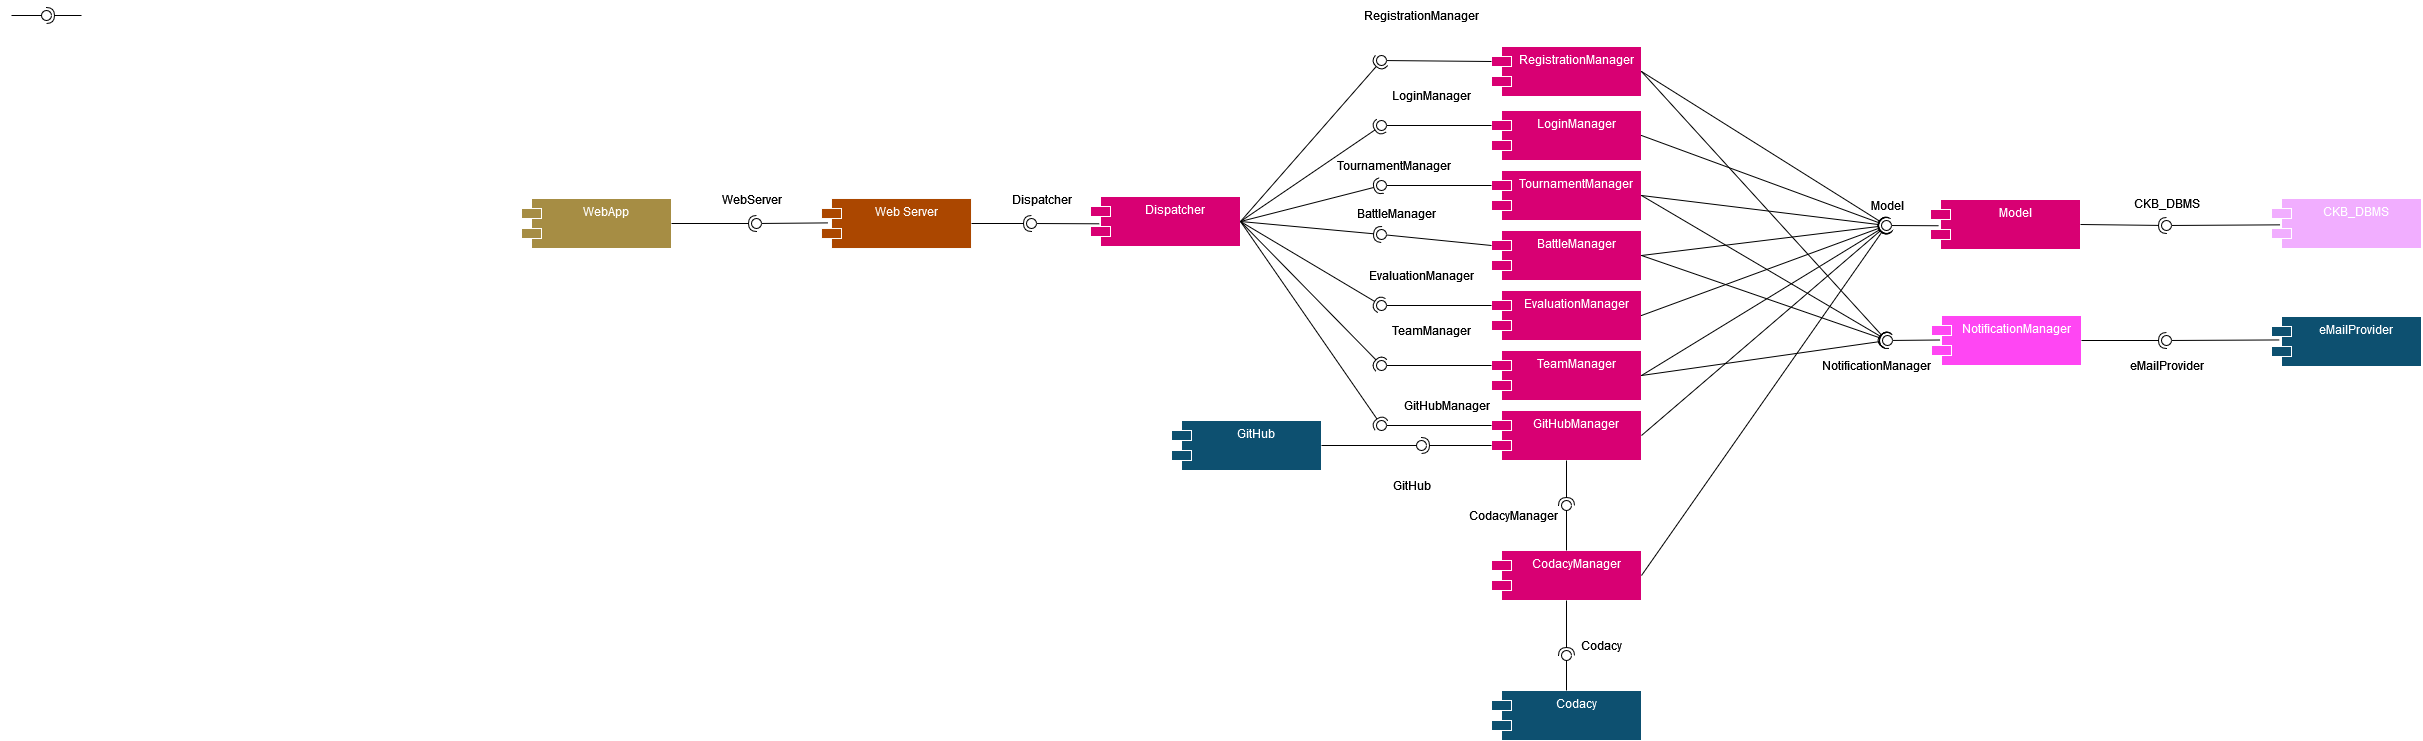 RegistrationManager
RegistrationManager
LoginManager
LoginManager
TournamentManager
TournamentManager
WebServer
Dispatcher
WebApp
Web Server
Dispatcher
BattleManager
BattleManager
Model
Model
CKB_DBMS
CKB_DBMS
EvaluationManager
EvaluationManager
TeamManager
TeamManager
NotificationManager
NotificationManager
eMailProvider
eMailProvider
GitHubManager
GitHubManager
GitHub
GitHub
CodacyManager
CodacyManager
Codacy
Codacy